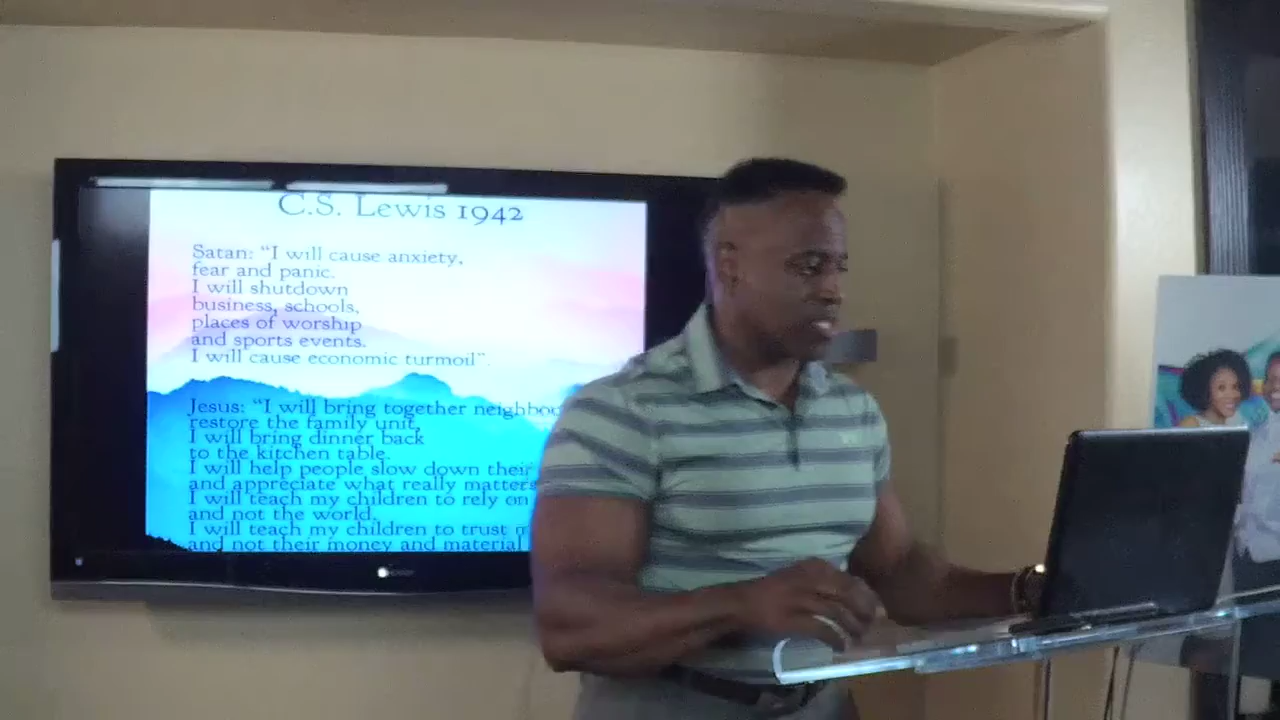 C.S. Lewis 1942
Satan: “I will cause anxiety,
fear and panic.
I will shutdown
business, schools,
places of worship
and sports events.
I will cause economic turmoil”.
Jesus: “I will bring together neighbou
restore the family unit,
I will bring dinner back
to the kitchen table.
I will help people slow down their
and appreciate what really matters
I will teach my children to rely on
and not the world.
I will teach my children to trust
and not their money and material